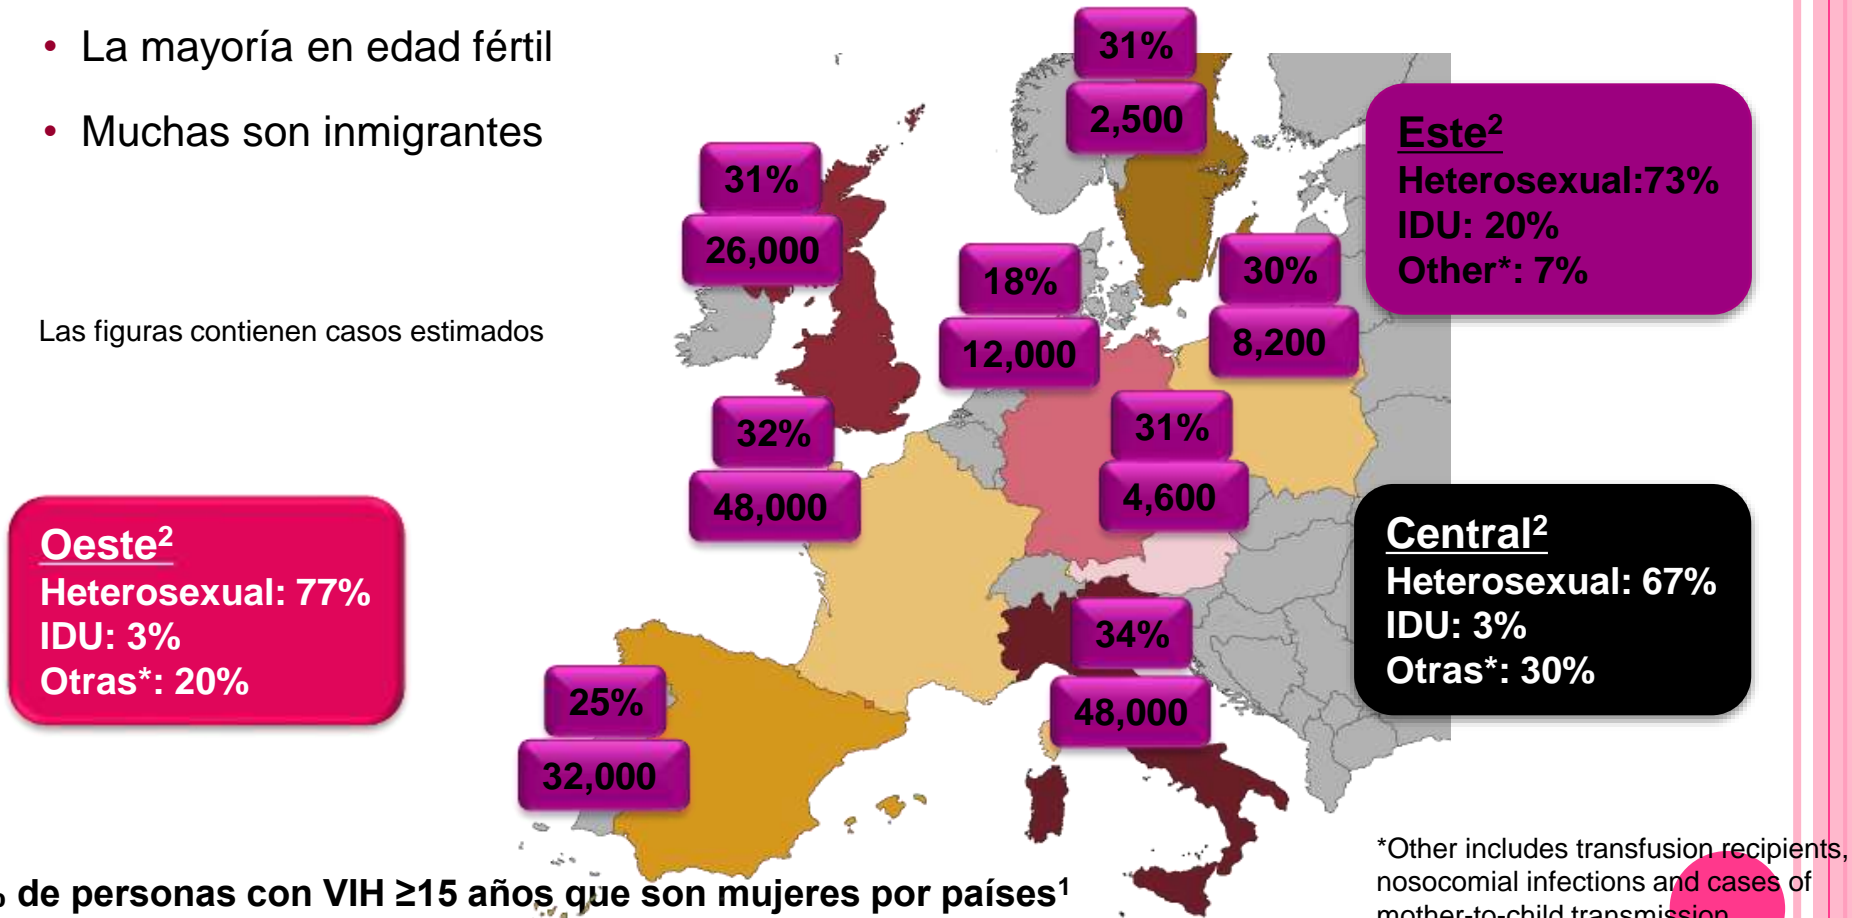 • La mayoría en edad fértil
• Muchas son inmigrantes
Las figuras contienen casos estimados
31%
2,500
31%
26,000
18%
12,000
30%
8,200
32%
48,000
31%
4,600
34%
48,000
25%
32,000
Este²
Heterosexual:73%
IDU: 20%
Other*: 7%
Oeste²
Heterosexual: 77%
IDU: 3%
Otras*: 20%
Central²
Heterosexual: 67%
IDU: 3%
Otras*: 30%
% de personas con VIH ≥15 años que son mujeres por países¹
*Other includes transfusion recipients,
nosocomial infections and cases of
mother-to-child transmission